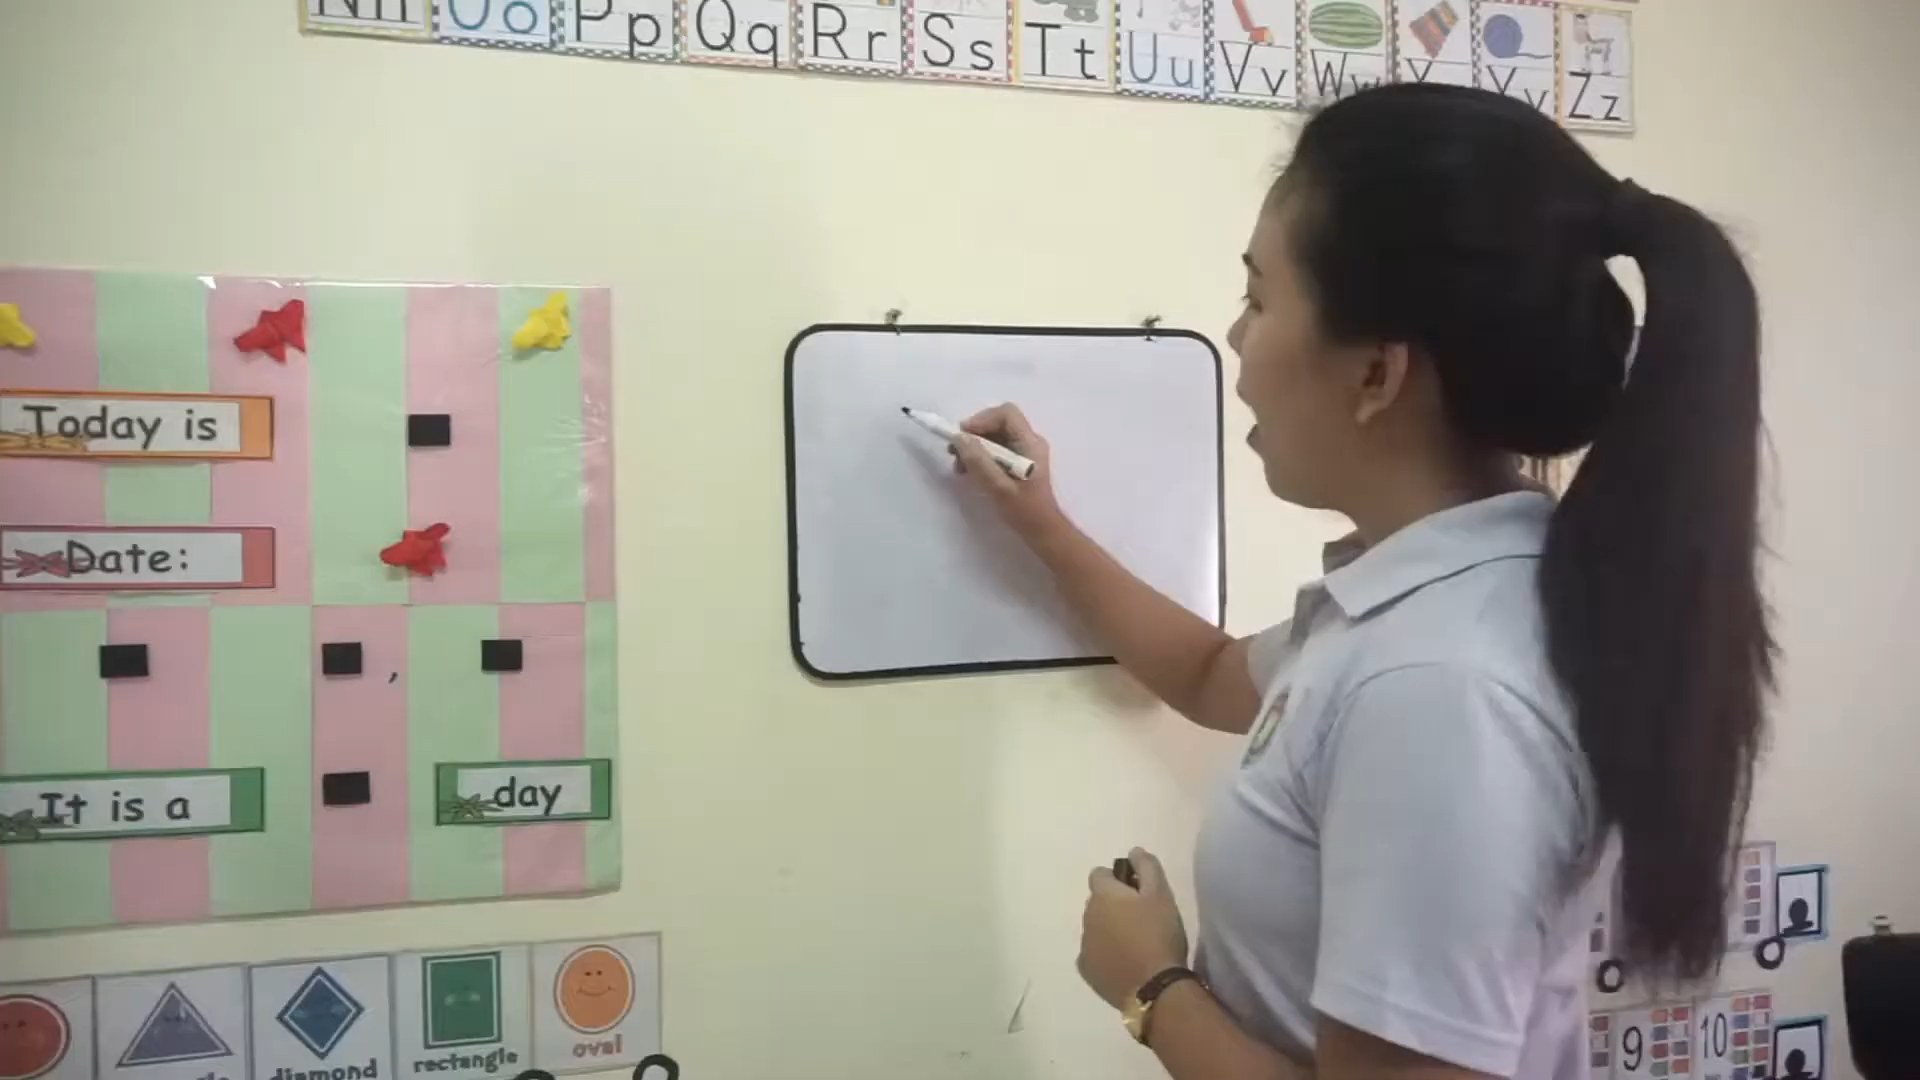 Nn Oo Pp Qq Rr Ss Tt Uu Vv Ww Yy Zz
Today is
Date:
,
It is a day
diamond rectangle oval
9 10